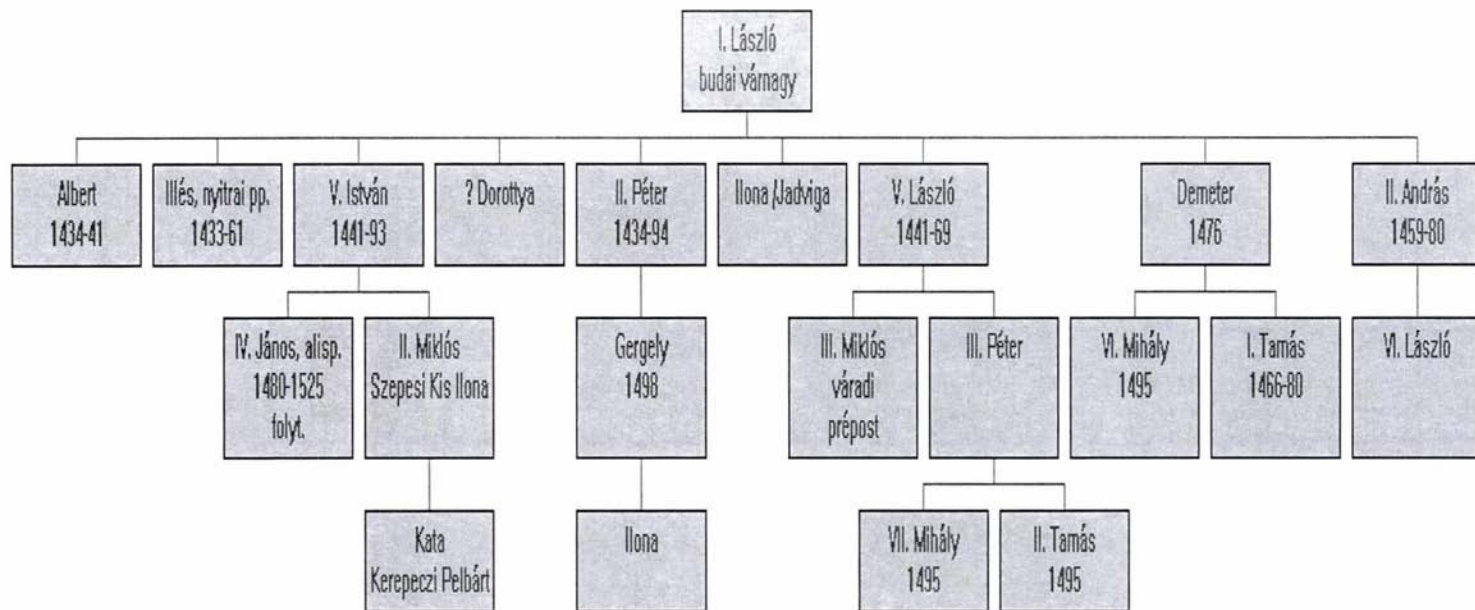 I. László
budai várnagy
Albert
1434-41
Illés, nyitrai pp.
1433-61
V. István
1441-93
? Dorottya
II. Péter
1434-94
Ilona /Jadviga
V. László
1441-69
Demeter
1476
II. András
1459-80
IV. János, alisp.
1480-1525
folyt.
II. Miklós
Szepesi Kis Ilona
Gergely
1498
III. Miklós
váradi
prépost
III. Péter
VI. Mihály
1495
I. Tamás
1466-80
VI. László
Kata
Kerepeczi Pelbárt
Ilona
VII. Mihály
1495
II. Tamás
1495